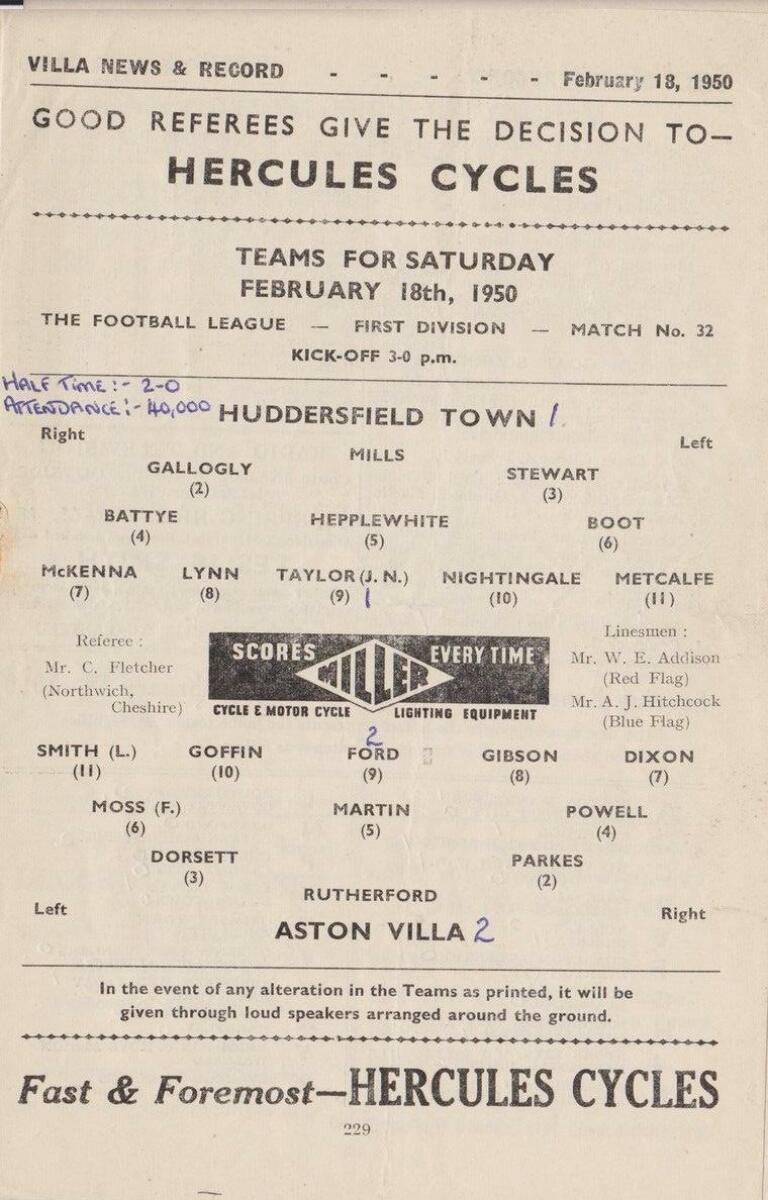 VILLA NEWS & RECORD - - - - - February 18, 1950
GOOD REFEREES GIVE THE DECISION TO—
HERCULES CYCLES
TEAMS FOR SATURDAY
FEBRUARY 18th, 1950
THE FOOTBALL LEAGUE — FIRST DIVISION — MATCH No. 32
KICK-OFF 3-0 p.m.
HALF TIME:- 2-0
ATTENDANCE:- 40,000
HUDDERSFIELD TOWN 1
Right Left
MILLS
GALLOGLY STEWART
(2) (3)
BATTYE HEPPLEWHITE BOOT
(4) (5) (6)
McKENNA LYNN TAYLOR (J. N.) NIGHTINGALE METCALFE
(7) (8) (9) 1 (10) (11)
Referee :
Mr. C. Fletcher
(Northwich,
Cheshire)
SCORES MILLER EVERY TIME
CYCLE & MOTOR CYCLE LIGHTING EQUIPMENT
Linesmen :
Mr. W. E. Addison
(Red Flag)
Mr. A. J. Hitchcock
(Blue Flag)
2
SMITH (L.) GOFFIN FORD GIBSON DIXON
(11) (10) (9) (8) (7)
MOSS (F.) MARTIN POWELL
(6) (5) (4)
DORSETT PARKES
(3) (2)
RUTHERFORD
Left Right
ASTON VILLA 2
In the event of any alteration in the Teams as printed, it will be
given through loud speakers arranged around the ground.
Fast & Foremost—HERCULES CYCLES
229